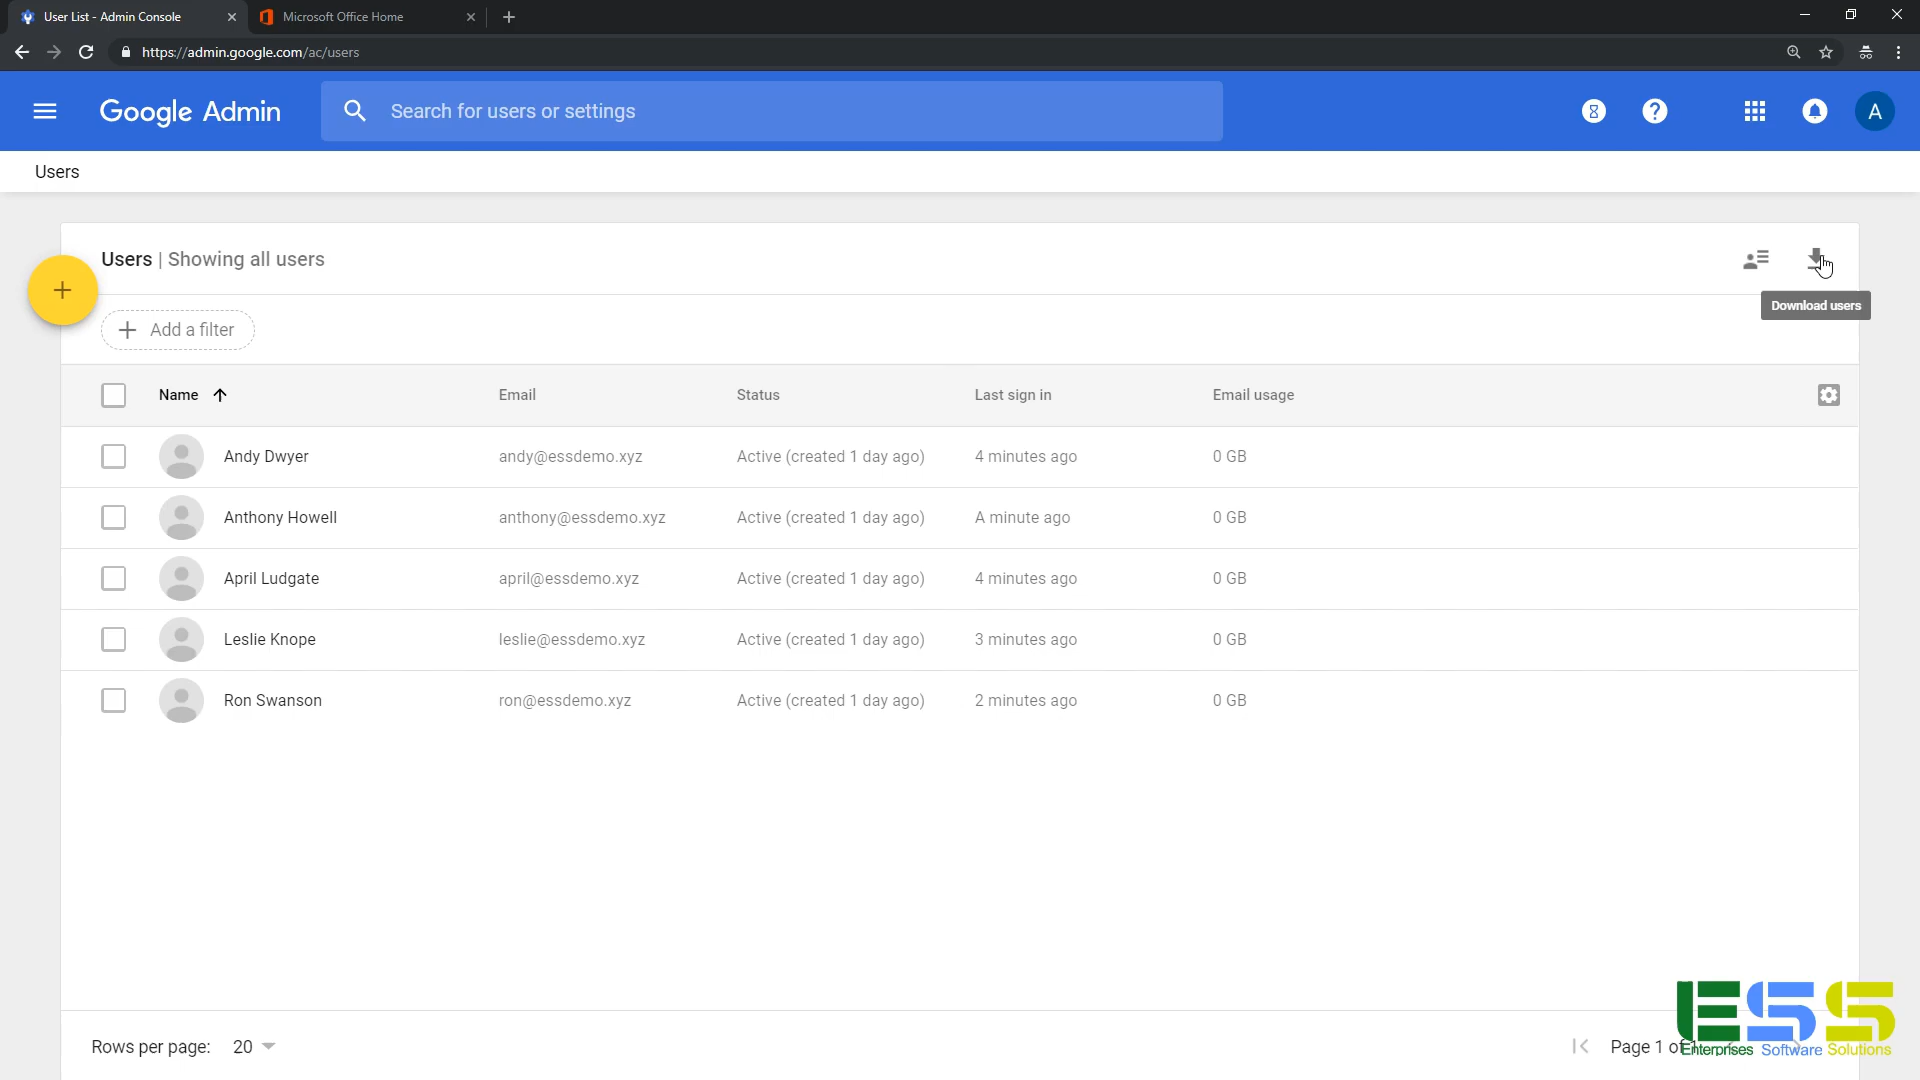 User List - Admin Console
Microsoft Office Home
https://admin.google.com/ac/users
Google Admin
Search for users or settings
A
Users
Users | Showing all users
Download users
Add a filter
Name Email Status Last sign in Email usage
Andy Dwyer andy@essdemo.xyz Active (created 1 day ago) 4 minutes ago 0 GB
Anthony Howell anthony@essdemo.xyz Active (created 1 day ago) A minute ago 0 GB
April Ludgate april@essdemo.xyz Active (created 1 day ago) 4 minutes ago 0 GB
Leslie Knope leslie@essdemo.xyz Active (created 1 day ago) 3 minutes ago 0 GB
Ron Swanson ron@essdemo.xyz Active (created 1 day ago) 2 minutes ago 0 GB
Rows per page: 20
Page 1 of
ESS
Enterprises Software Solutions